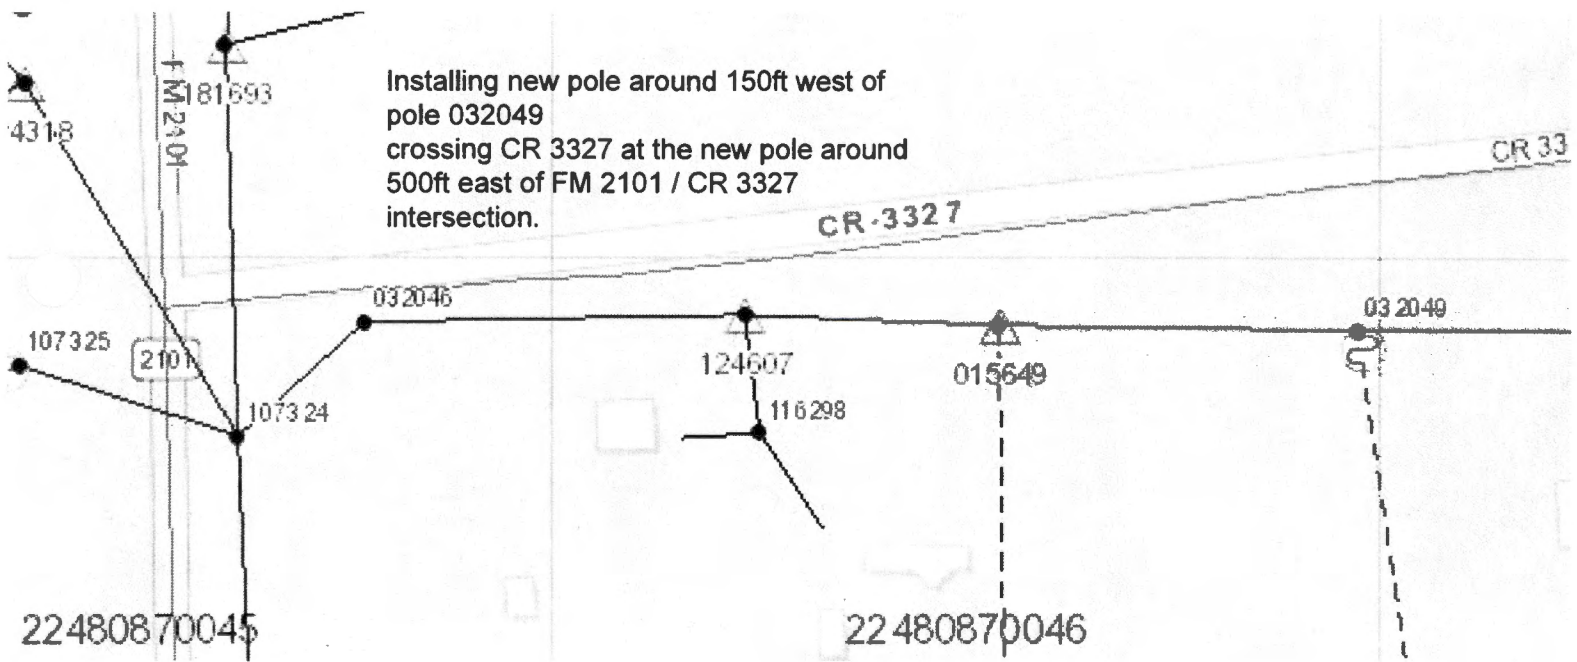 FM-2101
181693
4318
Installing new pole around 150ft west of
pole 032049
crossing CR 3327 at the new pole around
500ft east of FM 2101 / CR 3327
intersection.
CR 33
CR-3327
032046
032049
107325
2101
124607
015649
107324
116298
22480870045
22480870046